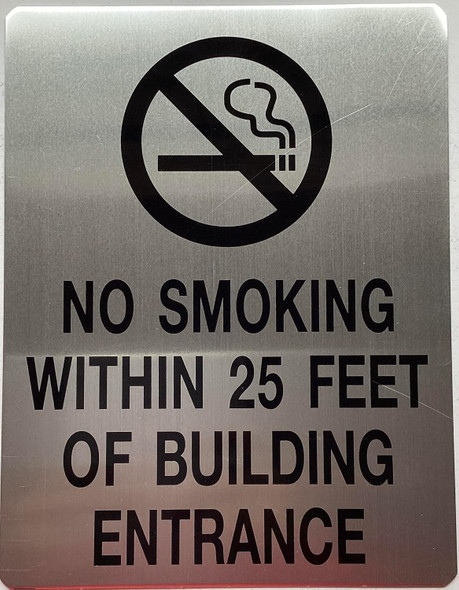 NO SMOKING
WITHIN 25 FEET
OF BUILDING
ENTRANCE